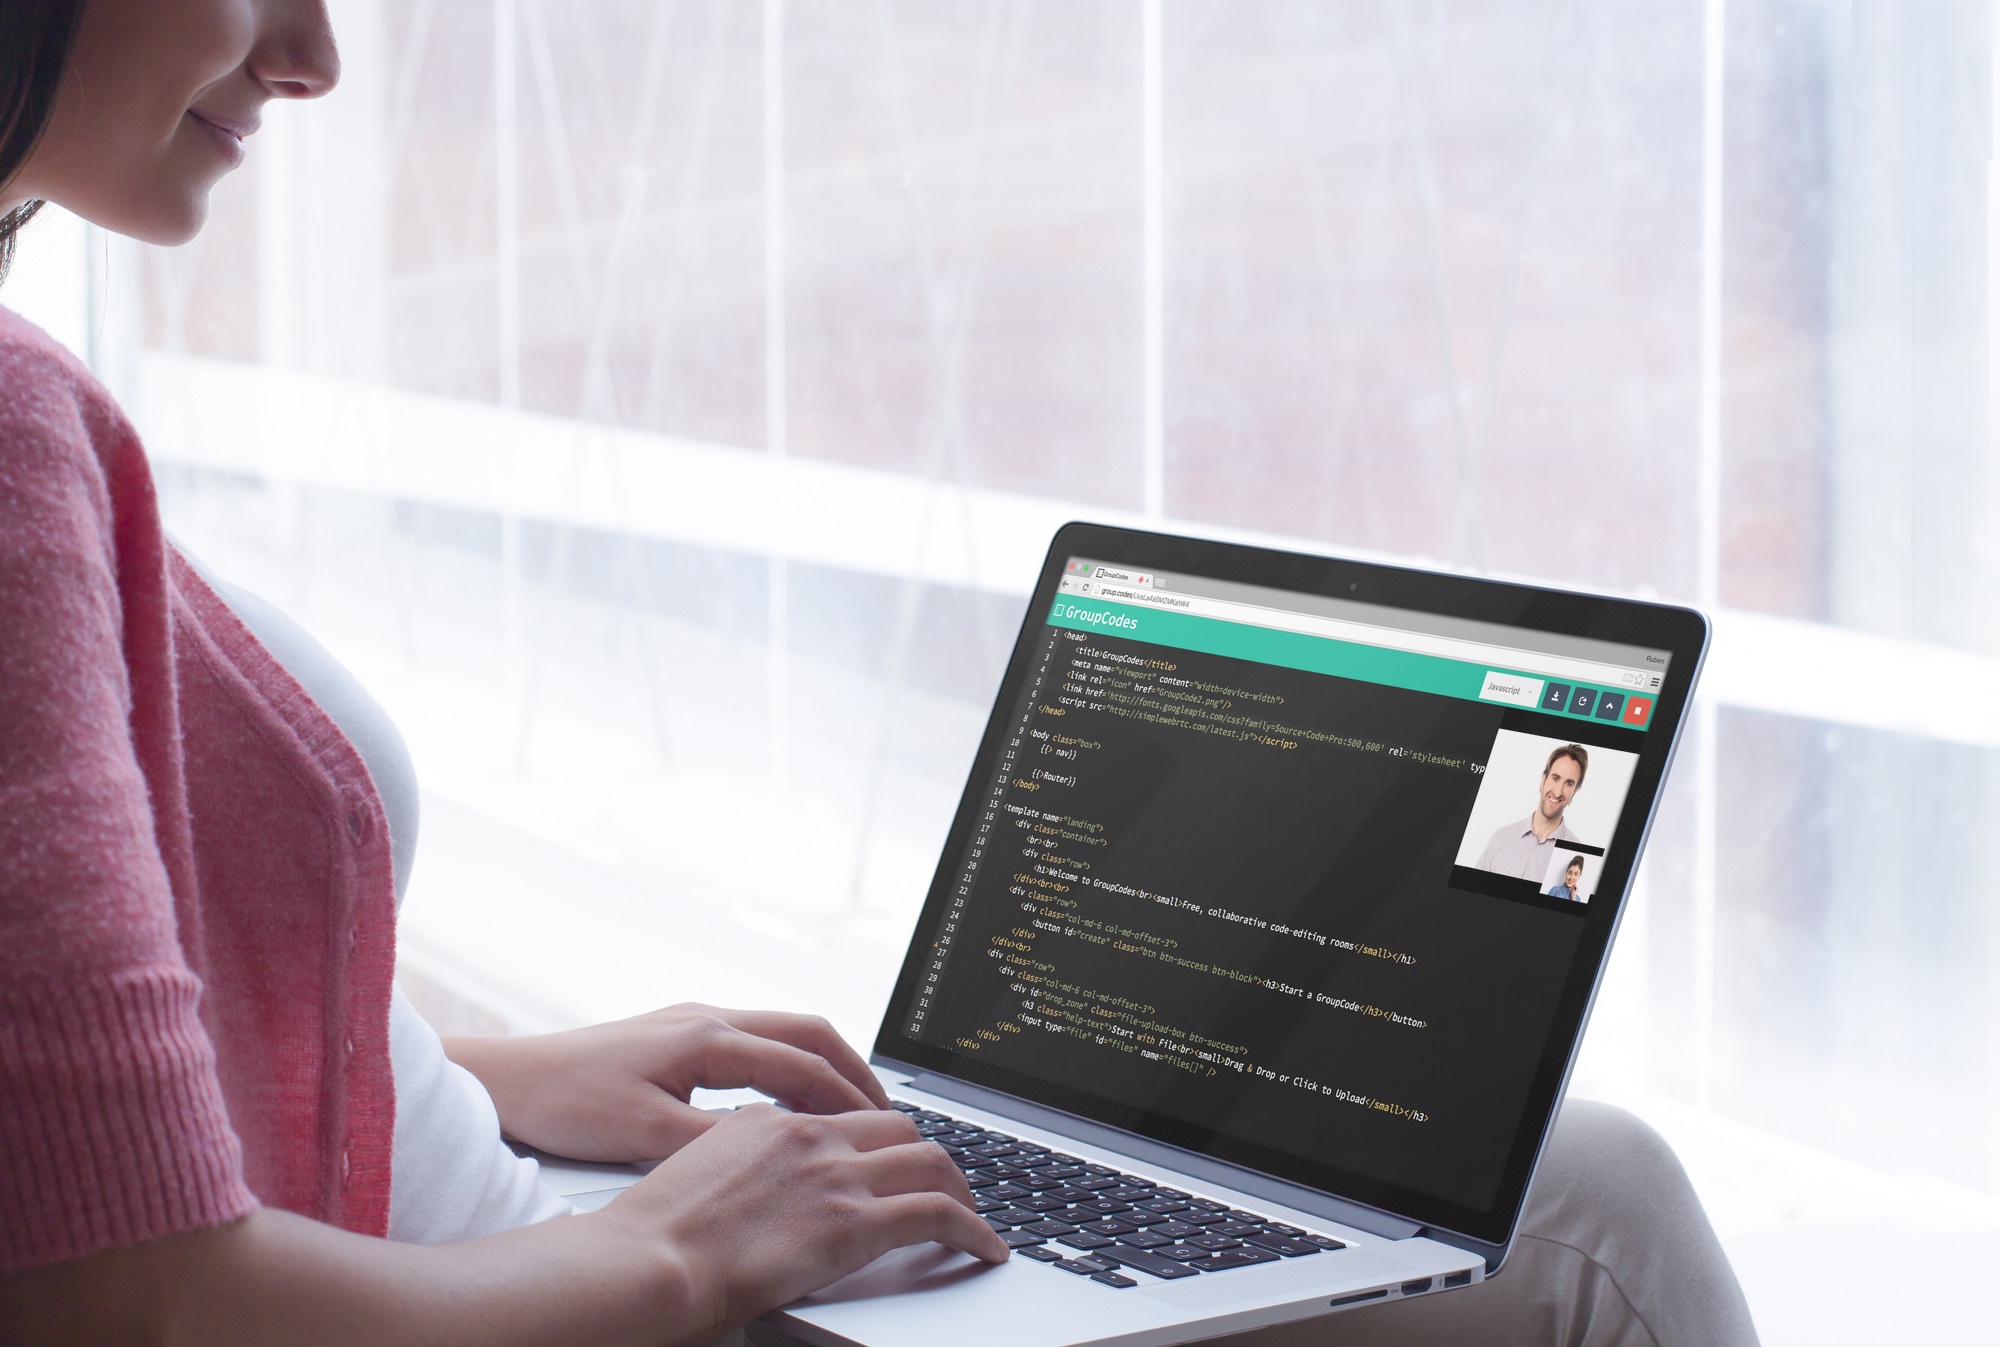 GroupCodes
group.codes/UvsLa4aSMZMKahW4
Ruben
GroupCodes
Javascript
1 <head>
2 <title>GroupCodes</title>
3 <meta name="viewport" content="width=device-width">
4 <link rel="icon" href="GroupCode2.png"/>
5 <link href='http://fonts.googleapis.com/css?family=Source+Code+Pro:500,600' rel='stylesheet' typ
6 <script src="http://simplewebrtc.com/latest.js"></script>
7 </head>
8
9 <body class="box">
10 {{> nav}}
11
12 {{>Router}}
13 </body>
14
15 <template name="landing">
16 <div class="container">
17 <br><br>
18 <div class="row">
19 <h1>Welcome to GroupCodes<br><small>Free, collaborative code-editing rooms</small></h1>
20 </div><br><br>
21 <div class="row">
22 <div class="col-md-6 col-md-offset-3">
23 <button id="create" class="btn btn-success btn-block"><h3>Start a GroupCode</h3></button>
24 </div>
25 </div><br>
26 <div class="row">
27 <div class="col-md-6 col-md-offset-3">
28 <div id="drop_zone" class="file-upload-box btn-success">
29 <h3 class="help-text">Start with File<br><small>Drag & Drop or Click to Upload</small></h3>
30 <input type="file" id="files" name="files[]" />
31 </div>
32 </div>
33 </div>